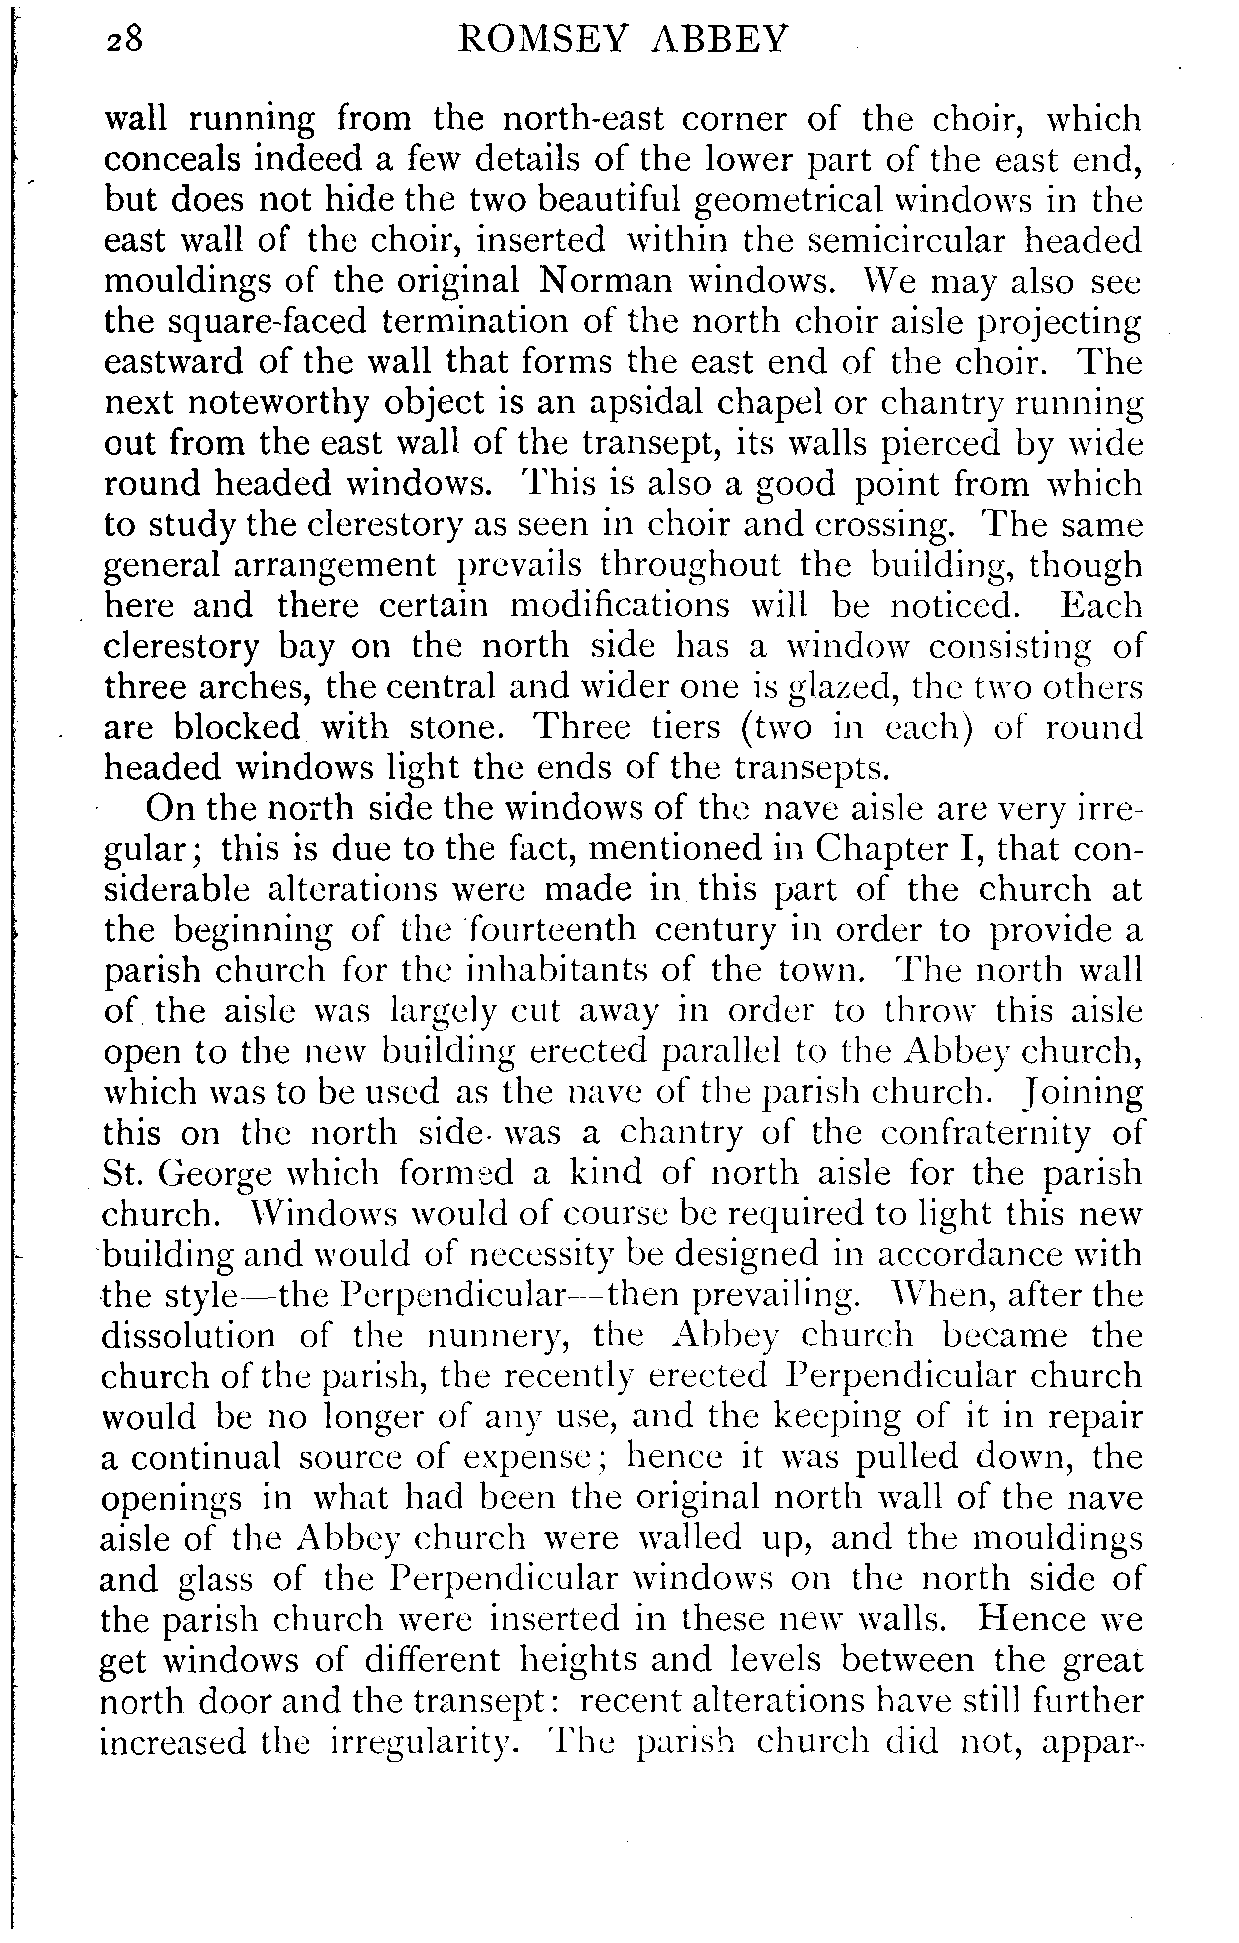 28 ROMSEY ABBEY
wall running from the north-east corner of the choir, which
conceals indeed a few details of the lower part of the east end,
but does not hide the two beautiful geometrical windows in the
east wall of the choir, inserted within the semicircular headed
mouldings of the original Norman windows. We may also see
the square-faced termination of the north choir aisle projecting
eastward of the wall that forms the east end of the choir. The
next noteworthy object is an apsidal chapel or chantry running
out from the east wall of the transept, its walls pierced by wide
round headed windows. This is also a good point from which
to study the clerestory as seen in choir and crossing. The same
general arrangement prevails throughout the building, though
here and there certain modifications will be noticed. Each
clerestory bay on the north side has a window consisting of
three arches, the central and wider one is glazed, the two others
are blocked with stone. Three tiers (two in each) of round
headed windows light the ends of the transepts.
On the north side the windows of the nave aisle are very irre-
gular; this is due to the fact, mentioned in Chapter I, that con-
siderable alterations were made in this part of the church at
the beginning of the fourteenth century in order to provide a
parish church for the inhabitants of the town. The north wall
of the aisle was largely cut away in order to throw this aisle
open to the new building erected parallel to the Abbey church,
which was to be used as the nave of the parish church. Joining
this on the north side was a chantry of the confraternity of
St. George which formed a kind of north aisle for the parish
church. Windows would of course be required to light this new
building and would of necessity be designed in accordance with
the style—the Perpendicular—then prevailing. When, after the
dissolution of the nunnery, the Abbey church became the
church of the parish, the recently erected Perpendicular church
would be no longer of any use, and the keeping of it in repair
a continual source of expense; hence it was pulled down, the
openings in what had been the original north wall of the nave
aisle of the Abbey church were walled up, and the mouldings
and glass of the Perpendicular windows on the north side of
the parish church were inserted in these new walls. Hence we
get windows of different heights and levels between the great
north door and the transept: recent alterations have still further
increased the irregularity. The parish church did not, appar-